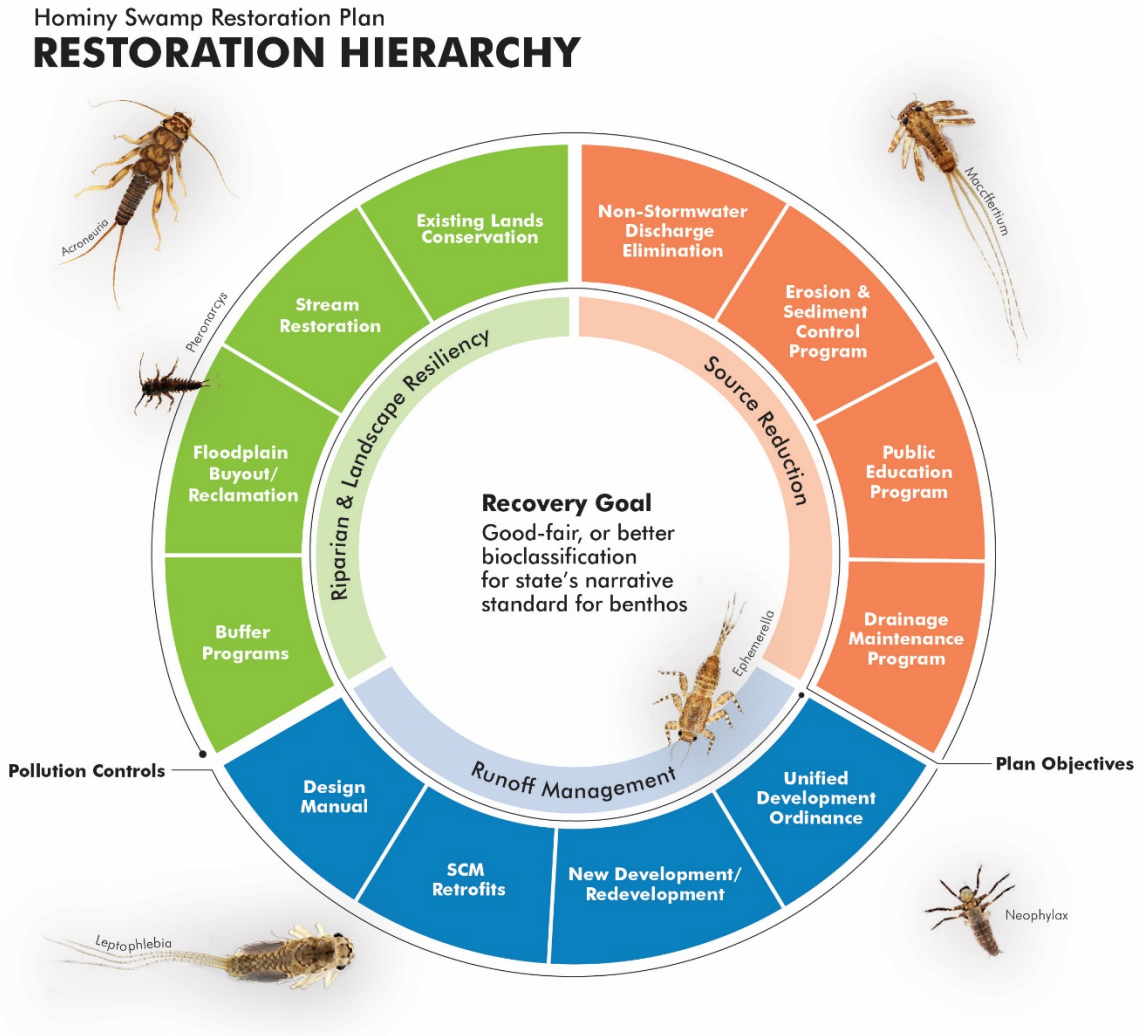 Hominy Swamp Restoration Plan
RESTORATION HIERARCHY
Acroneuria
Maccffertium
Pteronarcys
Existing Lands
Conservation
Non-Stormwater
Discharge
Elimination
Stream
Restoration
Erosion &
Sediment
Control
Program
Riparian & Landscape Resiliency
Source Reduction
Floodplain
Buyout/
Reclamation
Public
Education
Program
Recovery Goal
Good-fair, or better
bioclassification
for state's narrative
standard for benthos
Buffer
Programs
Ephemerella
Drainage
Maintenance
Program
Pollution Controls
Plan Objectives
Runoff Management
Design
Manual
SCM
Retrofits
New Development/
Redevelopment
Unified
Development
Ordinance
Leptophlebia
Neophylax